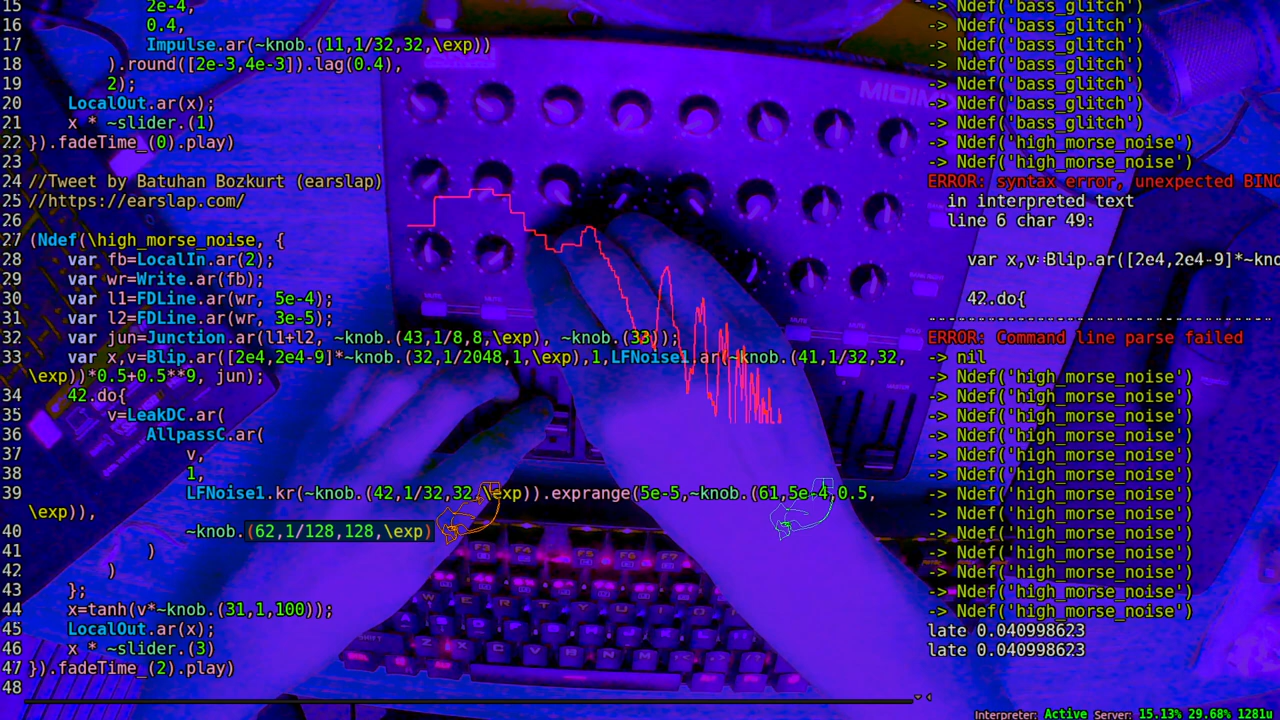 15 2e-4,
16 0.4,
17 Impulse.ar(~knob.(11,1/32,32,\exp))
18 ).round([2e-3,4e-3]).lag(0.4),
19 2);
20 LocalOut.ar(x);
21 x * ~slider.(1)
22 }).fadeTime_(0).play)
23
24 //Tweet by Batuhan Bozkurt (earslap)
25 //https://earslap.com/
26
27 (Ndef(\high_morse_noise, {
28 var fb=LocalIn.ar(2);
29 var wr=Write.ar(fb);
30 var l1=FDLine.ar(wr, 5e-4);
31 var l2=FDLine.ar(wr, 3e-5);
32 var jun=Junction.ar(l1+l2, ~knob.(43,1/8,8,\exp), ~knob.(33));
33 var x,v=Blip.ar([2e4,2e4-9]*~knob.(32,1/2048,1,\exp),1,LFNoise1.ar(~knob.(41,1/32,32,
\exp))*0.5+0.5**9, jun);
34 42.do{
35 v=LeakDC.ar(
36 AllpassC.ar(
37 v,
38 1,
39 LFNoise1.kr(~knob.(42,1/32,32,\exp)).exprange(5e-5,~knob.(61,5e-4,0.5,
\exp)),
40 ~knob.(62,1/128,128,\exp)
41 )
42 )
43 };
44 x=tanh(v*~knob.(31,1,100));
45 LocalOut.ar(x);
46 x * ~slider.(3)
47 }).fadeTime_(2).play)
48
-> Ndef('bass_glitch')
-> Ndef('bass_glitch')
-> Ndef('bass_glitch')
-> Ndef('bass_glitch')
-> Ndef('bass_glitch')
-> Ndef('bass_glitch')
-> Ndef('bass_glitch')
-> Ndef('high_morse_noise')
-> Ndef('high_morse_noise')
ERROR: syntax error, unexpected BINO
in interpreted text
line 6 char 49:
var x,v=Blip.ar([2e4,2e4-9]*~kno
42.do{
-----------------------------------
ERROR: Command line parse failed
-> nil
-> Ndef('high_morse_noise')
-> Ndef('high_morse_noise')
-> Ndef('high_morse_noise')
-> Ndef('high_morse_noise')
-> Ndef('high_morse_noise')
-> Ndef('high_morse_noise')
-> Ndef('high_morse_noise')
-> Ndef('high_morse_noise')
-> Ndef('high_morse_noise')
-> Ndef('high_morse_noise')
-> Ndef('high_morse_noise')
-> Ndef('high_morse_noise')
-> Ndef('high_morse_noise')
late 0.040998623
late 0.040998623
Interpreter: Active Server: 15.13% 29.68% 1281u
MIDIM
F3 F4 F5 F6 F7
W E R T Y U I O
SHIFT Z X C V B N M